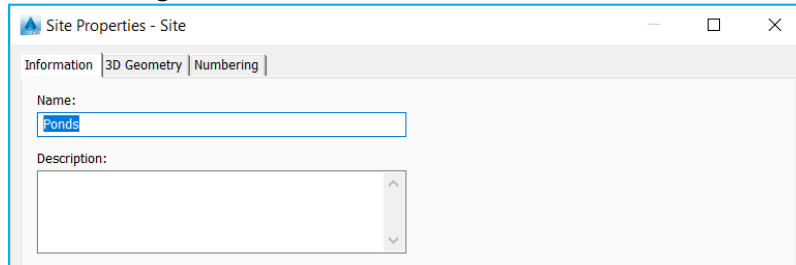 Site Properties - Site
Information 3D Geometry Numbering
Name:
Ponds
Description: